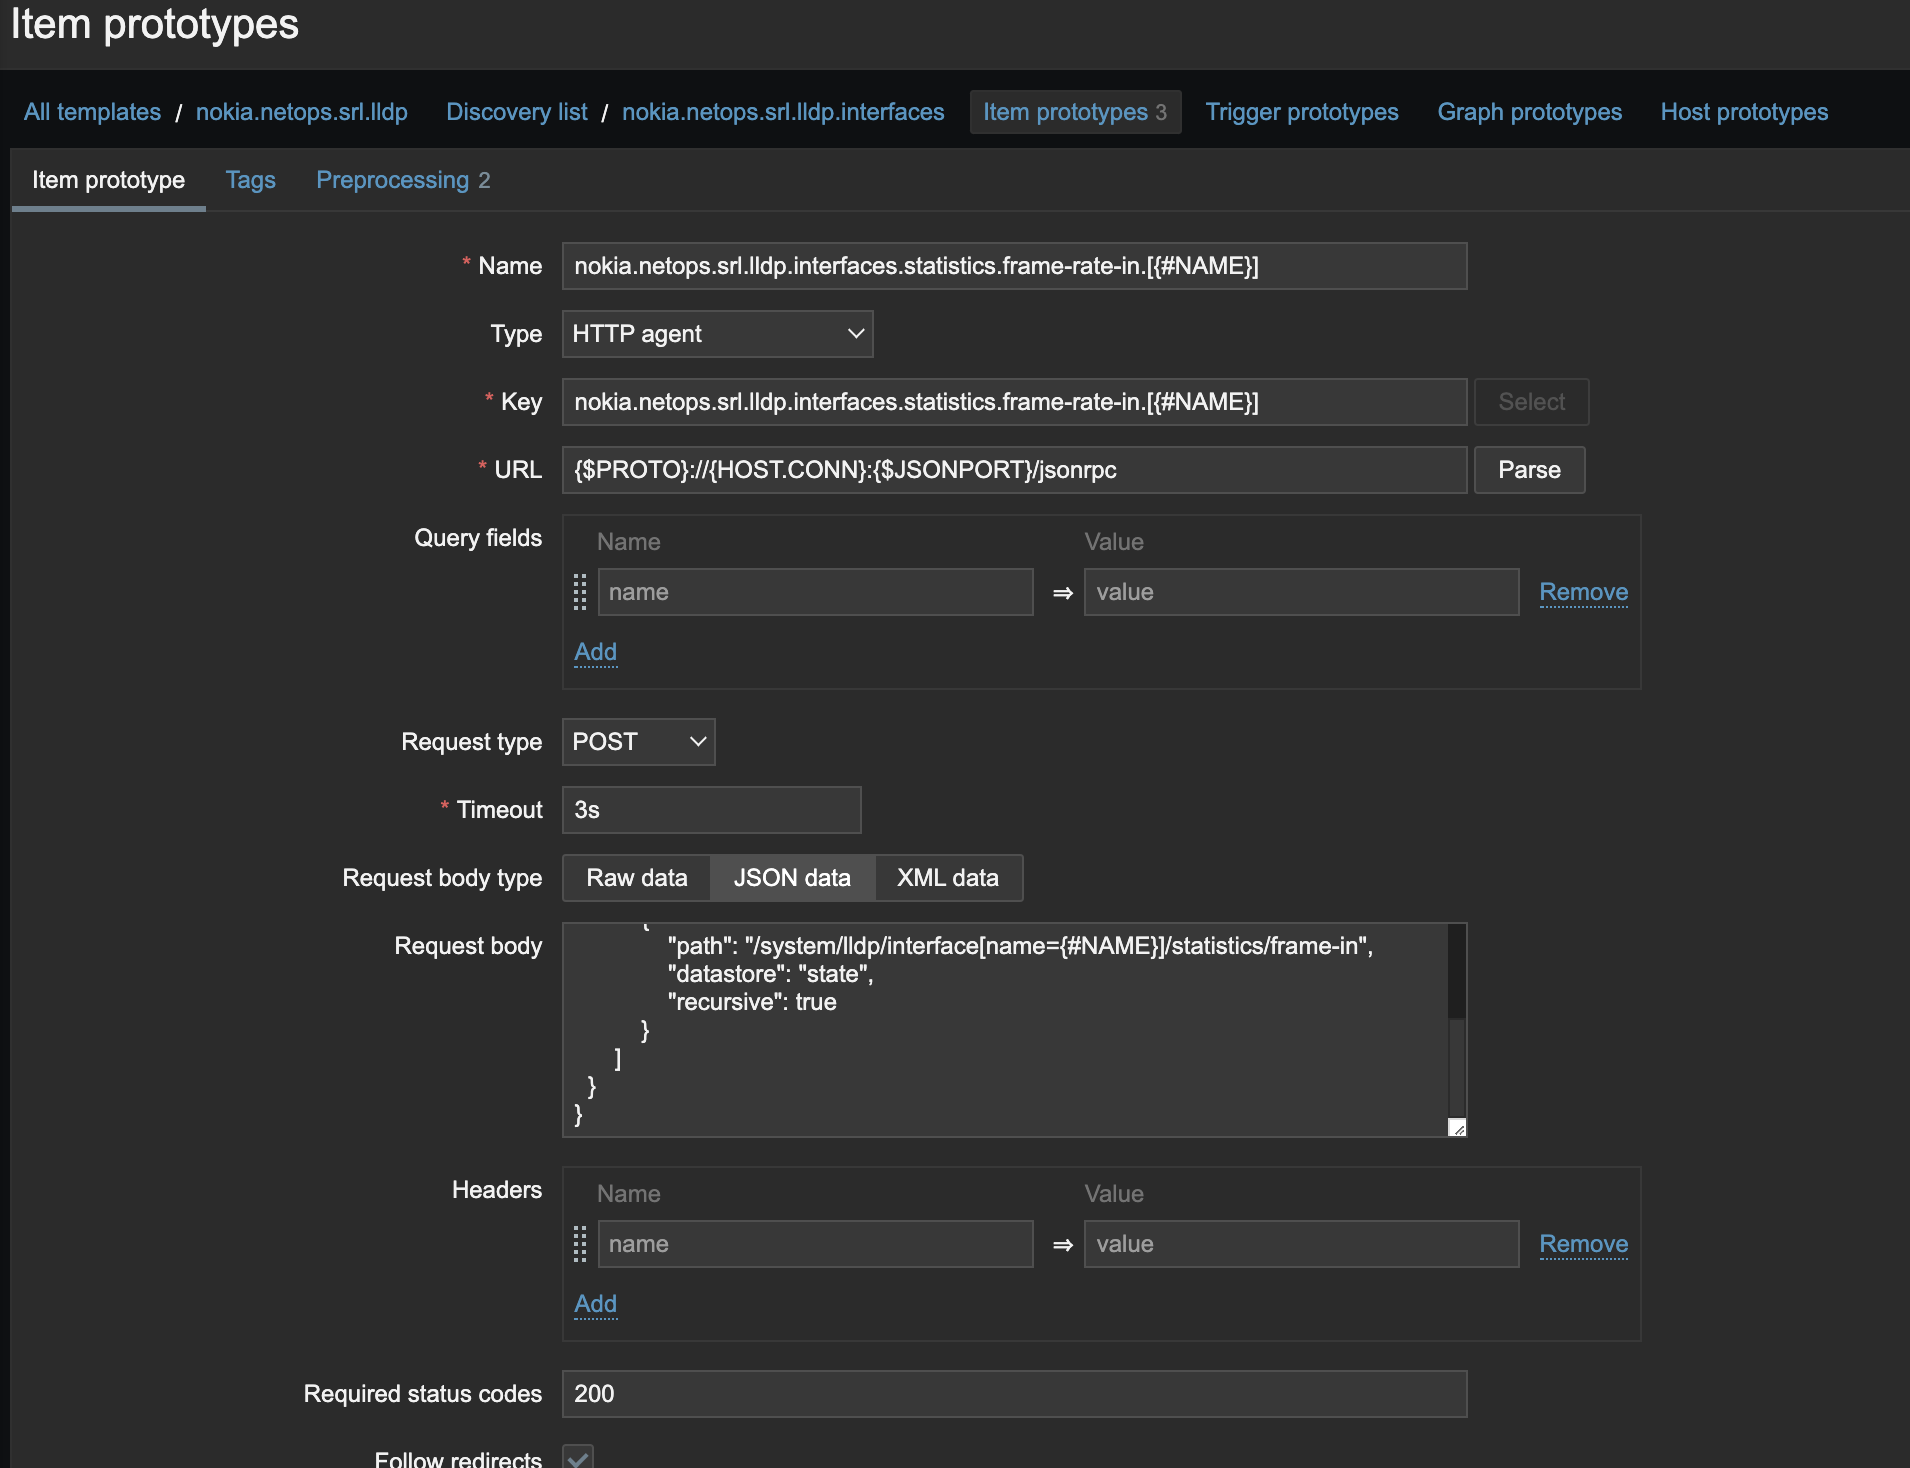 Item prototypes
All templates / nokia.netops.srl.lldp Discovery list / nokia.netops.srl.lldp.interfaces Item prototypes 3 Trigger prototypes Graph prototypes Host prototypes
Item prototype Tags Preprocessing 2
* Name nokia.netops.srl.lldp.interfaces.statistics.frame-rate-in.[{#NAME}]
Type HTTP agent
* Key nokia.netops.srl.lldp.interfaces.statistics.frame-rate-in.[{#NAME}] Select
* URL {$PROTO}://{HOST.CONN}:{$JSONPORT}/jsonrpc Parse
Query fields Name Value
name ⇒ value Remove
Add
Request type POST
* Timeout 3s
Request body type Raw data JSON data XML data
Request body {
"path": "/system/lldp/interface[name={#NAME}]/statistics/frame-in",
"datastore": "state",
"recursive": true
}
]
}
}
Headers Name Value
name ⇒ value Remove
Add
Required status codes 200
Follow redirects